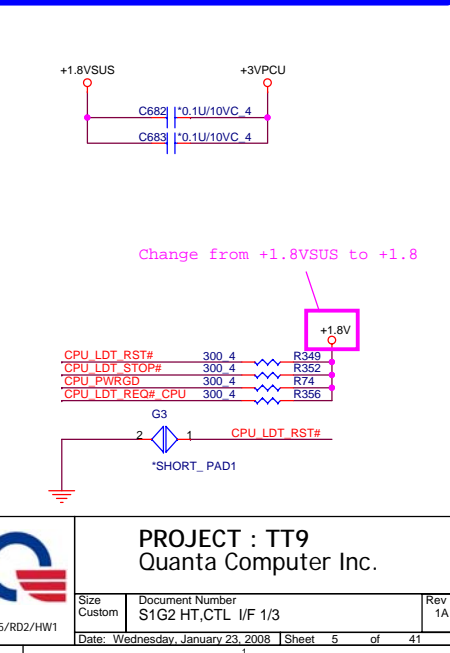 +1.8VSUS +3VPCU
C682 *0.1U/10VC_4
C683 *0.1U/10VC_4
Change from +1.8VSUS to +1.8
+1.8V
CPU_LDT_RST# 300_4 R349
CPU_LDT_STOP# 300_4 R352
CPU_PWRGD 300_4 R74
CPU_LDT_REQ#_CPU 300_4 R356
G3
2 1 CPU_LDT_RST#
*SHORT_ PAD1
PROJECT : TT9
Quanta Computer Inc.
Size Document Number Rev
Custom S1G2 HT,CTL I/F 1/3 1A
/RD2/HW1
Date: Wednesday, January 23, 2008 Sheet 5 of 41
1